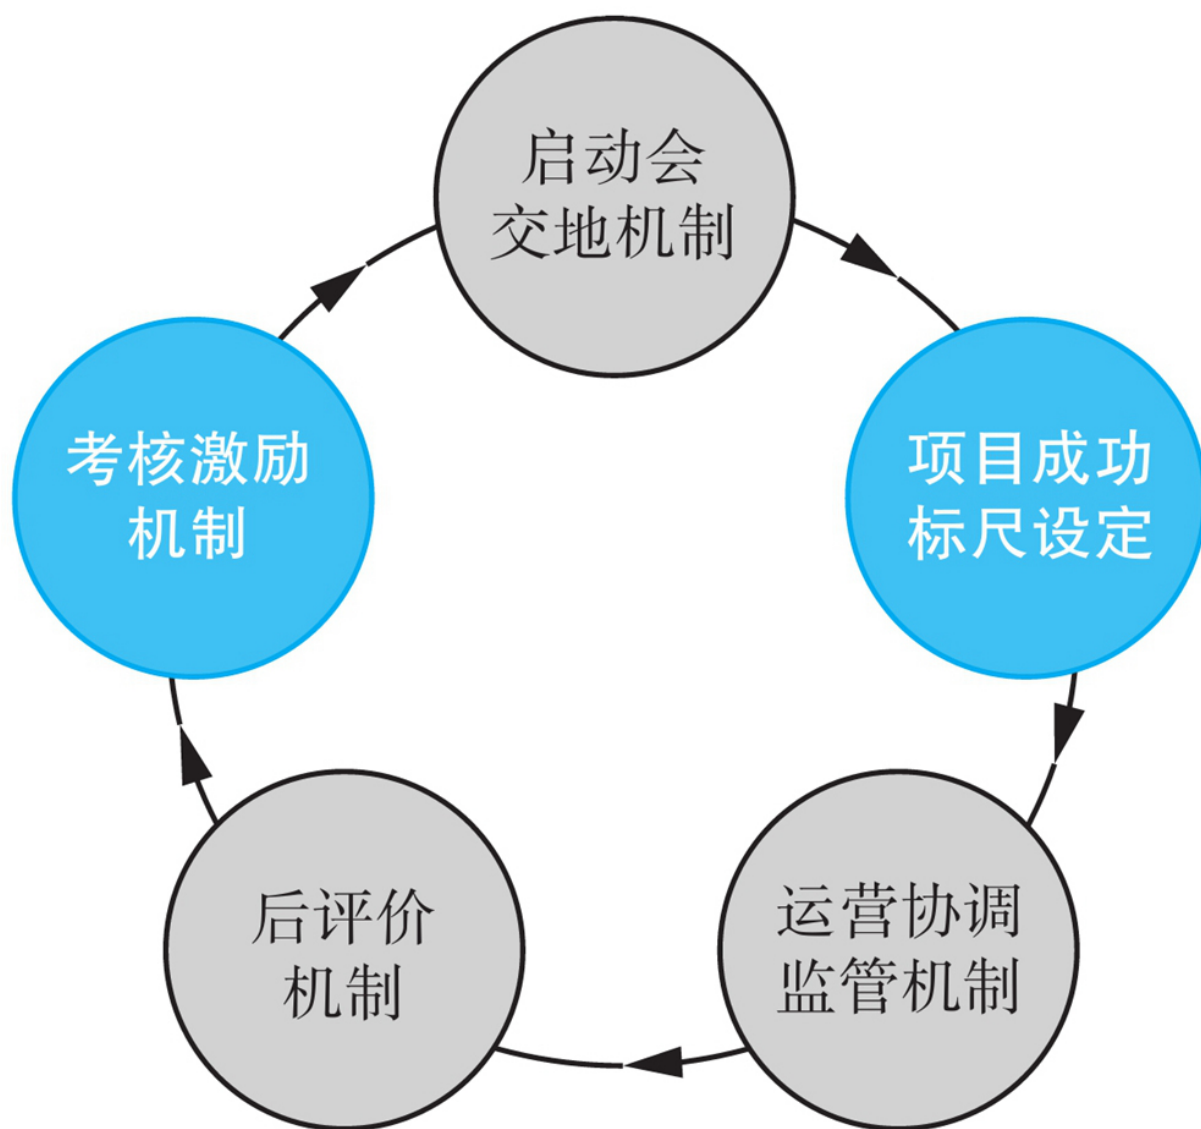 启动会
交地机制
项目成功
标尺设定
运营协调
监管机制
后评价
机制
考核激励
机制